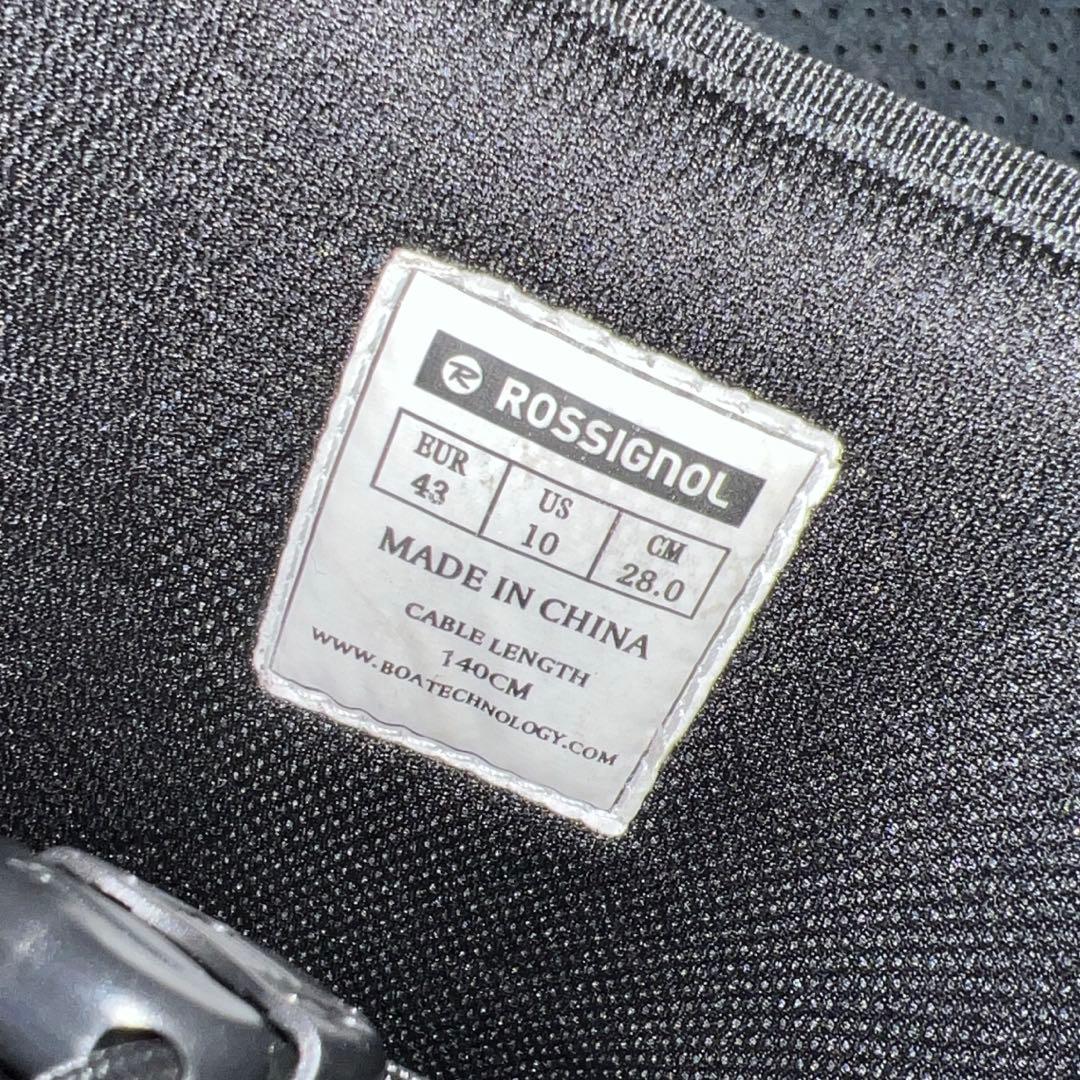 R ROSSIGNOL
EUR US CM
43 10 28.0
MADE IN CHINA
CABLE LENGTH
140CM
WWW.BOATECHNOLOGY.COM